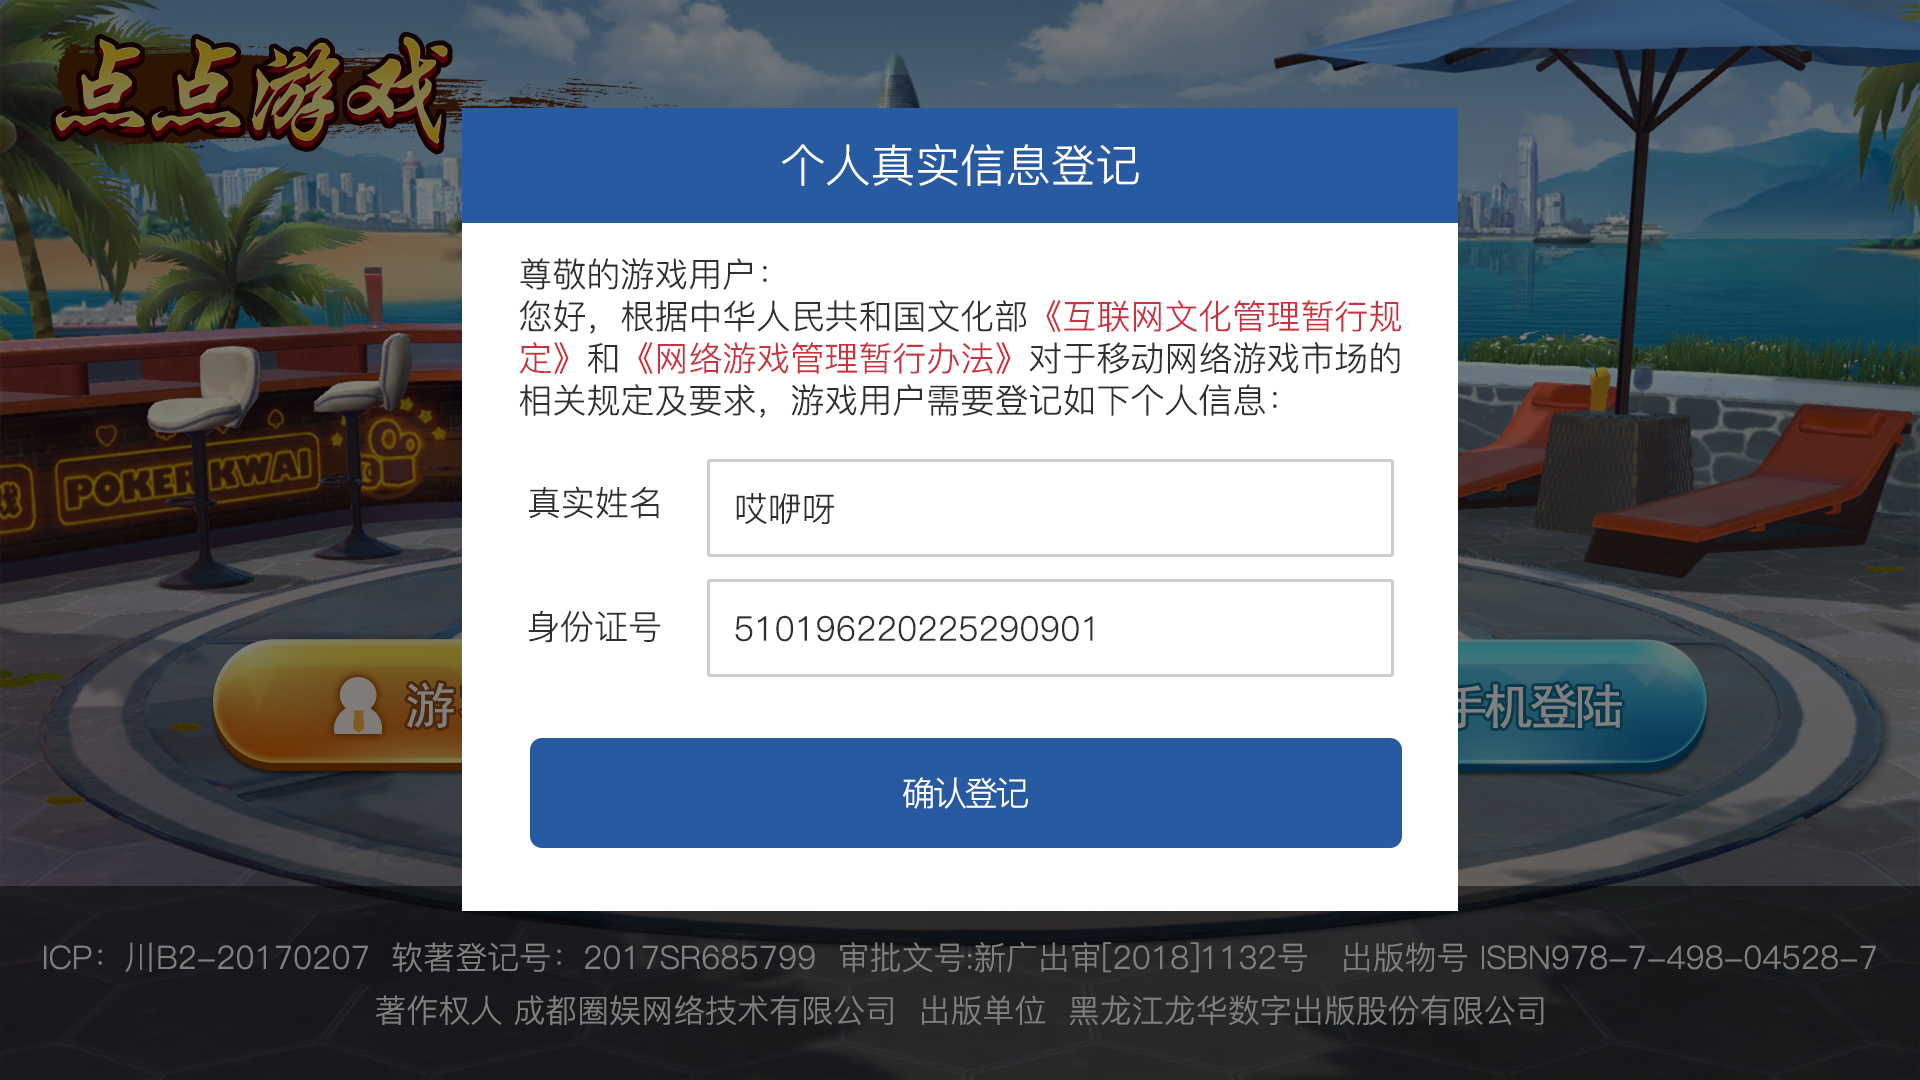 点点游戏
个人真实信息登记
尊敬的游戏用户：
您好，根据中华人民共和国文化部《互联网文化管理暂行规
定》和《网络游戏管理暂行办法》对于移动网络游戏市场的
相关规定及要求，游戏用户需要登记如下个人信息：
POKER KWAI
真实姓名 哎咿呀
身份证号 510196220225290901
游
手机登陆
确认登记
ICP：川B2-20170207 软著登记号：2017SR685799 审批文号:新广出审[2018]1132号 出版物号 ISBN978-7-498-04528-7
著作权人 成都圈娱网络技术有限公司 出版单位 黑龙江龙华数字出版股份有限公司